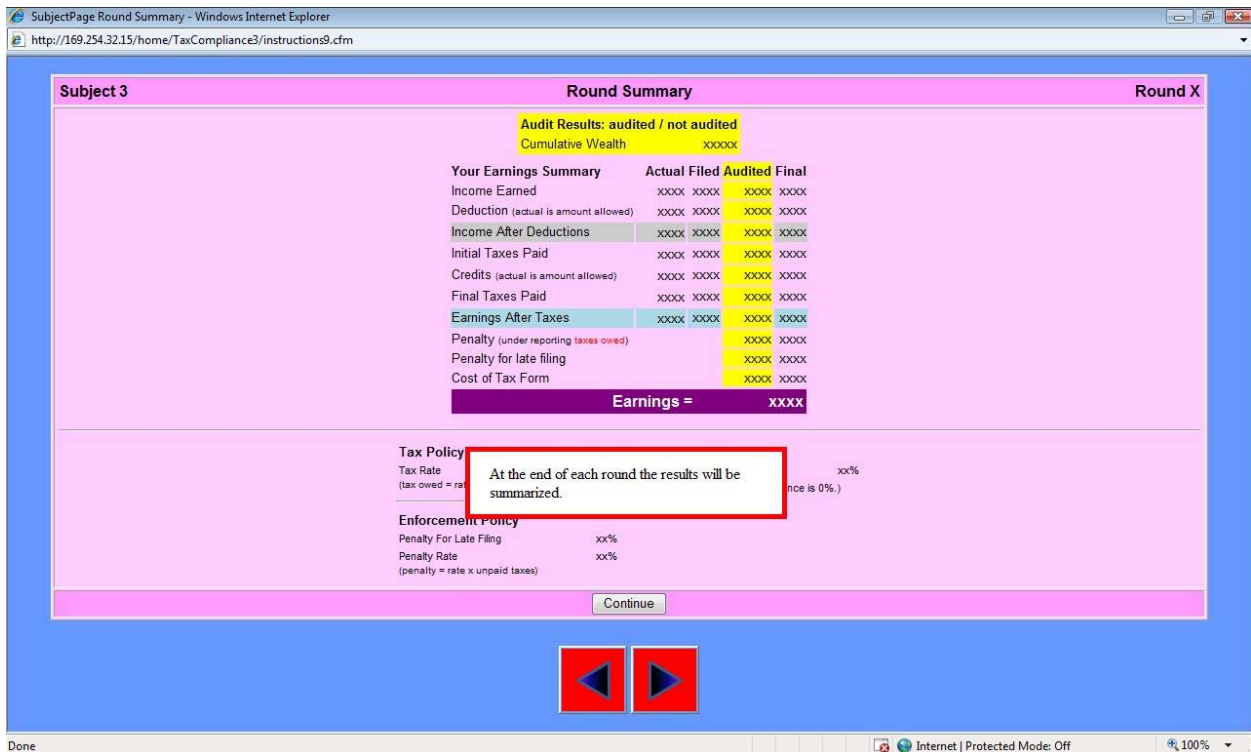 SubjectPage Round Summary - Windows Internet Explorer
http://169.254.32.15/home/TaxCompliance3/instructions9.cfm
Subject 3 Round Summary Round X
Audit Results: audited / not audited
Cumulative Wealth xxxxx
Your Earnings Summary Actual Filed Audited Final
Income Earned xxxx xxxx xxxx xxxx
Deduction (actual is amount allowed) xxxx xxxx xxxx xxxx
Income After Deductions xxxx xxxx xxxx xxxx
Initial Taxes Paid xxxx xxxx xxxx xxxx
Credits (actual is amount allowed) xxxx xxxx xxxx xxxx
Final Taxes Paid xxxx xxxx xxxx xxxx
Earnings After Taxes xxxx xxxx xxxx xxxx
Penalty (under reporting taxes owed) xxxx xxxx
Penalty for late filing xxxx xxxx
Cost of Tax Form xxxx xxxx
Earnings = xxxx
Tax Policy
Tax Rate xx%
(tax owed = is 0%.)
At the end of each round the results will be
summarized.
Enforcement Policy
Penalty For Late Filing xx%
Penalty Rate xx%
(penalty = rate x unpaid taxes)
Continue
Done Internet | Protected Mode: Off 100%